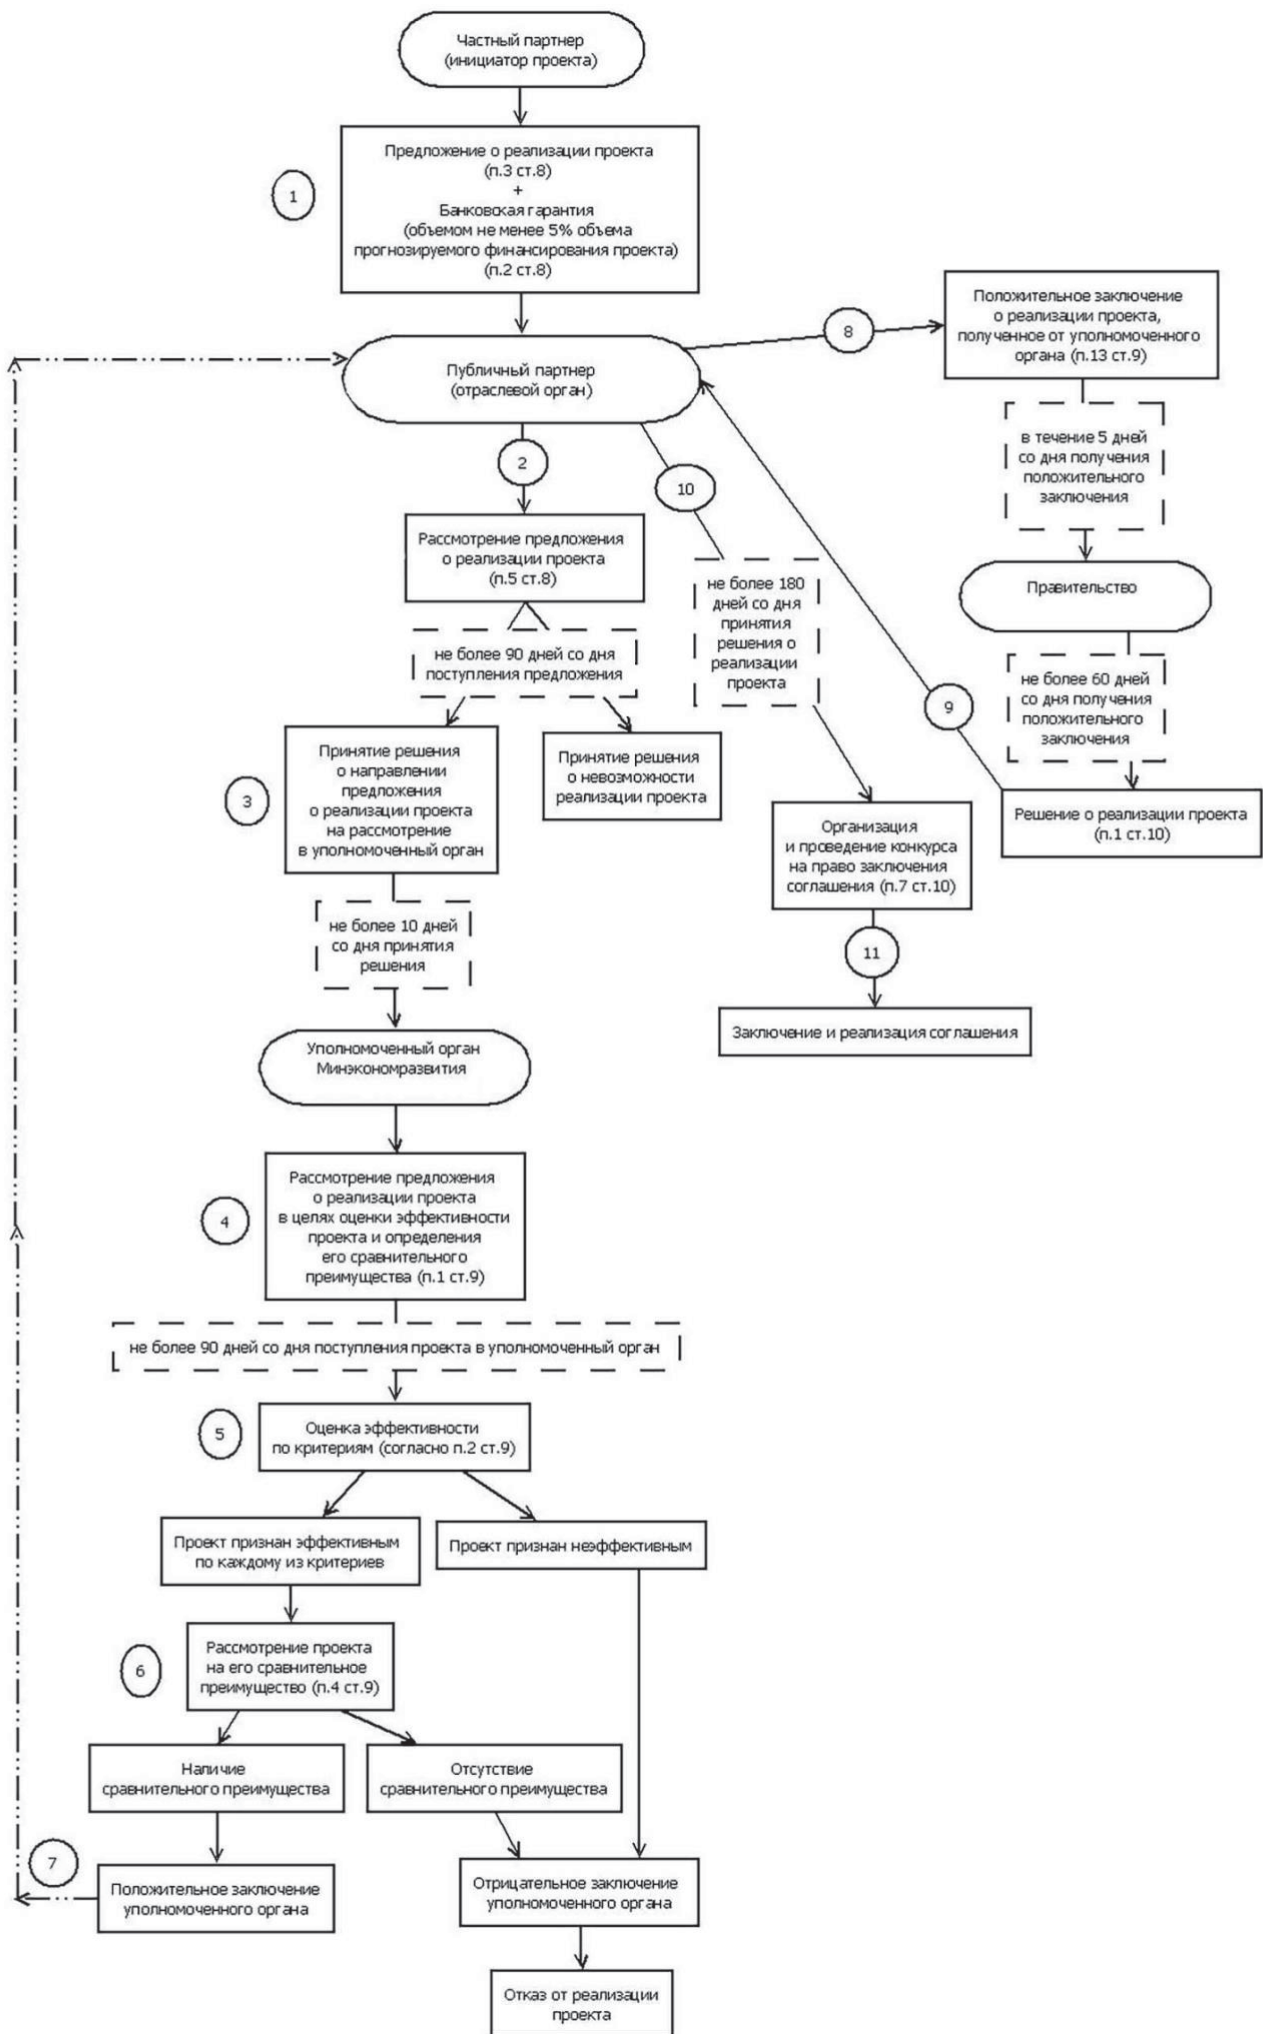 Частный партнер
(инициатор проекта)
1
Предложение о реализации проекта
(п.3 ст.8)
+
Банковская гарантия
(объемом не менее 5% объема
прогнозируемого финансирования проекта)
(п.2 ст.8)
Публичный партнер
(отраслевой орган)
8
Положительное заключение
о реализации проекта,
полученное от уполномоченного
органа (п.13 ст.9)
в течение 5 дней
со дня получения
положительного
заключения
Правительство
не более 60 дней
со дня получения
положительного
заключения
Решение о реализации проекта
(п.1 ст.10)
9
2
Рассмотрение предложения
о реализации проекта
(п.5 ст.8)
не более 90 дней со дня
поступления предложения
10
не более 180
дней со дня
принятия
решения о
реализации
проекта
Организация
и проведение конкурса
на право заключения
соглашения (п.7 ст.10)
11
Заключение и реализация соглашения
3
Принятие решения
о направлении
предложения
о реализации проекта
на рассмотрение
в уполномоченный орган
Принятие решения
о невозможности
реализации проекта
не более 10 дней
со дня принятия
решения
Уполномоченный орган
Минэкономразвития
4
Рассмотрение предложения
о реализации проекта
в целях оценки эффективности
проекта и определения
его сравнительного
преимущества (п.1 ст.9)
не более 90 дней со дня поступления проекта в уполномоченный орган
5
Оценка эффективности
по критериям (согласно п.2 ст.9)
Проект признан эффективным
по каждому из критериев
Проект признан неэффективным
6
Рассмотрение проекта
на его сравнительное
преимущество (п.4 ст.9)
Наличие
сравнительного преимущества
Отсутствие
сравнительного преимущества
7
Положительное заключение
уполномоченного органа
Отрицательное заключение
уполномоченного органа
Отказ от реализации
проекта